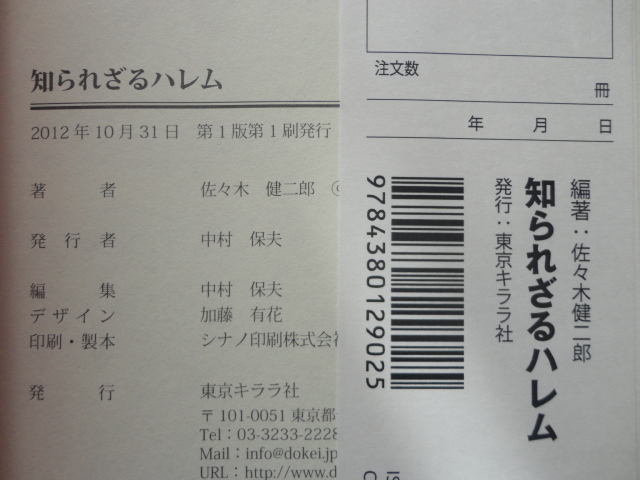 知られざるハレム
2012年10月31日　第1版第1刷発行
著　者　佐々木　健二郎　©
発行者　中村　保夫
編　集　中村　保夫
デザイン　加藤　有花
印刷・製本　シナノ印刷株式会社
発　行　東京キララ社
〒101-0051 東京都
Tel：03-3233-2228
Mail：info@dokei.jp
URL：http://www.d
注文数
冊
年　月　日
編著：佐々木健二郎
知られざるハレム
発行：東京キララ社
9784380129025